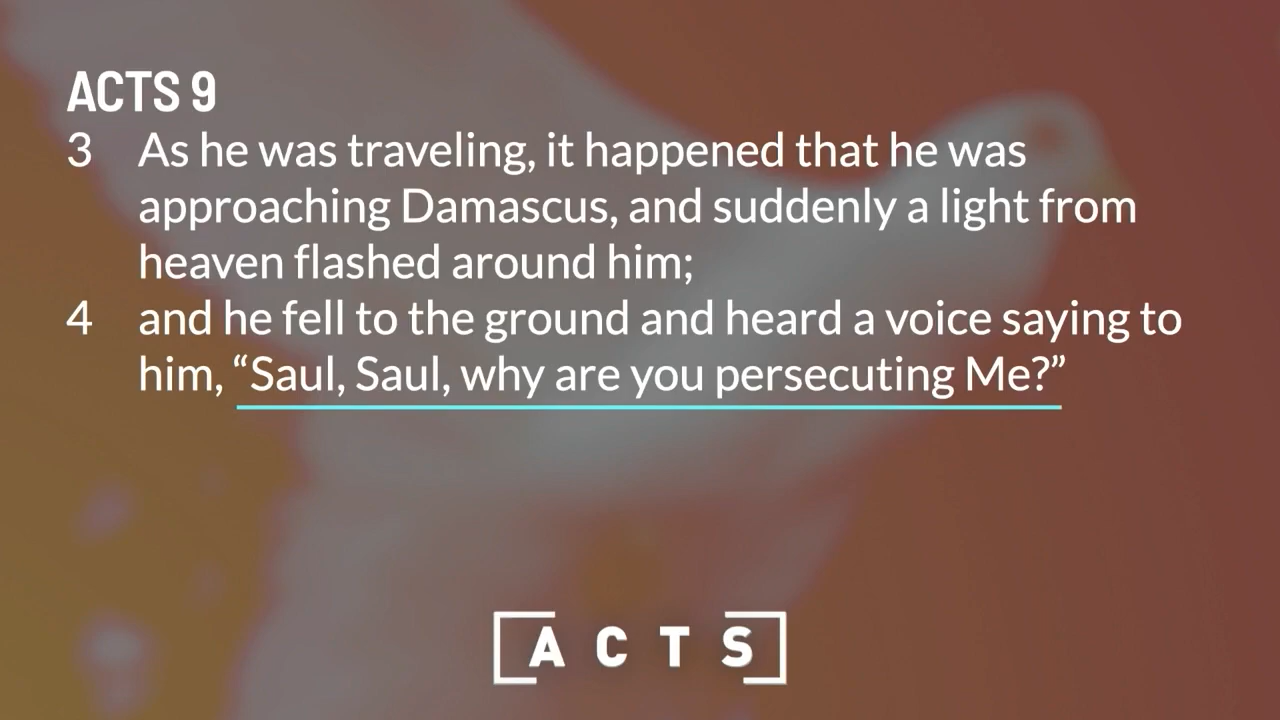 ACTS 9
3 As he was traveling, it happened that he was
approaching Damascus, and suddenly a light from
heaven flashed around him;
4 and he fell to the ground and heard a voice saying to
him, “Saul, Saul, why are you persecuting Me?”
ACTS